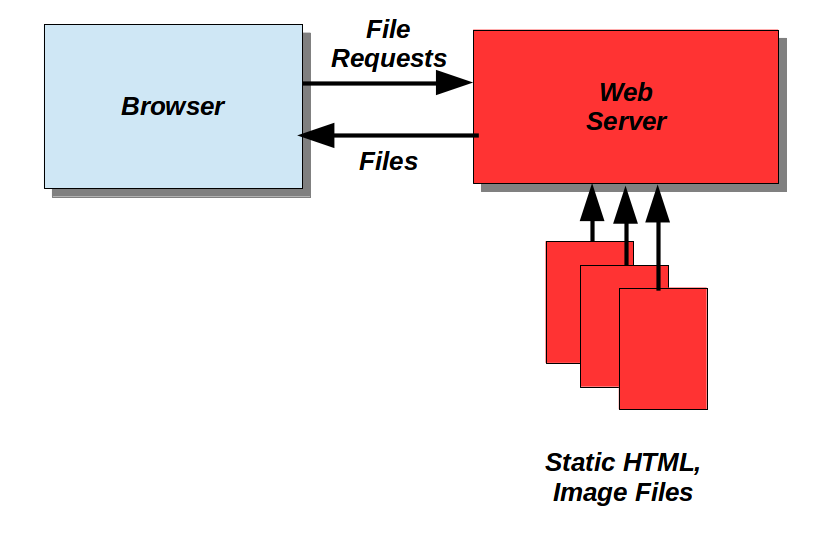 File
Requests
Browser
Web
Server
Files
Static HTML,
Image Files